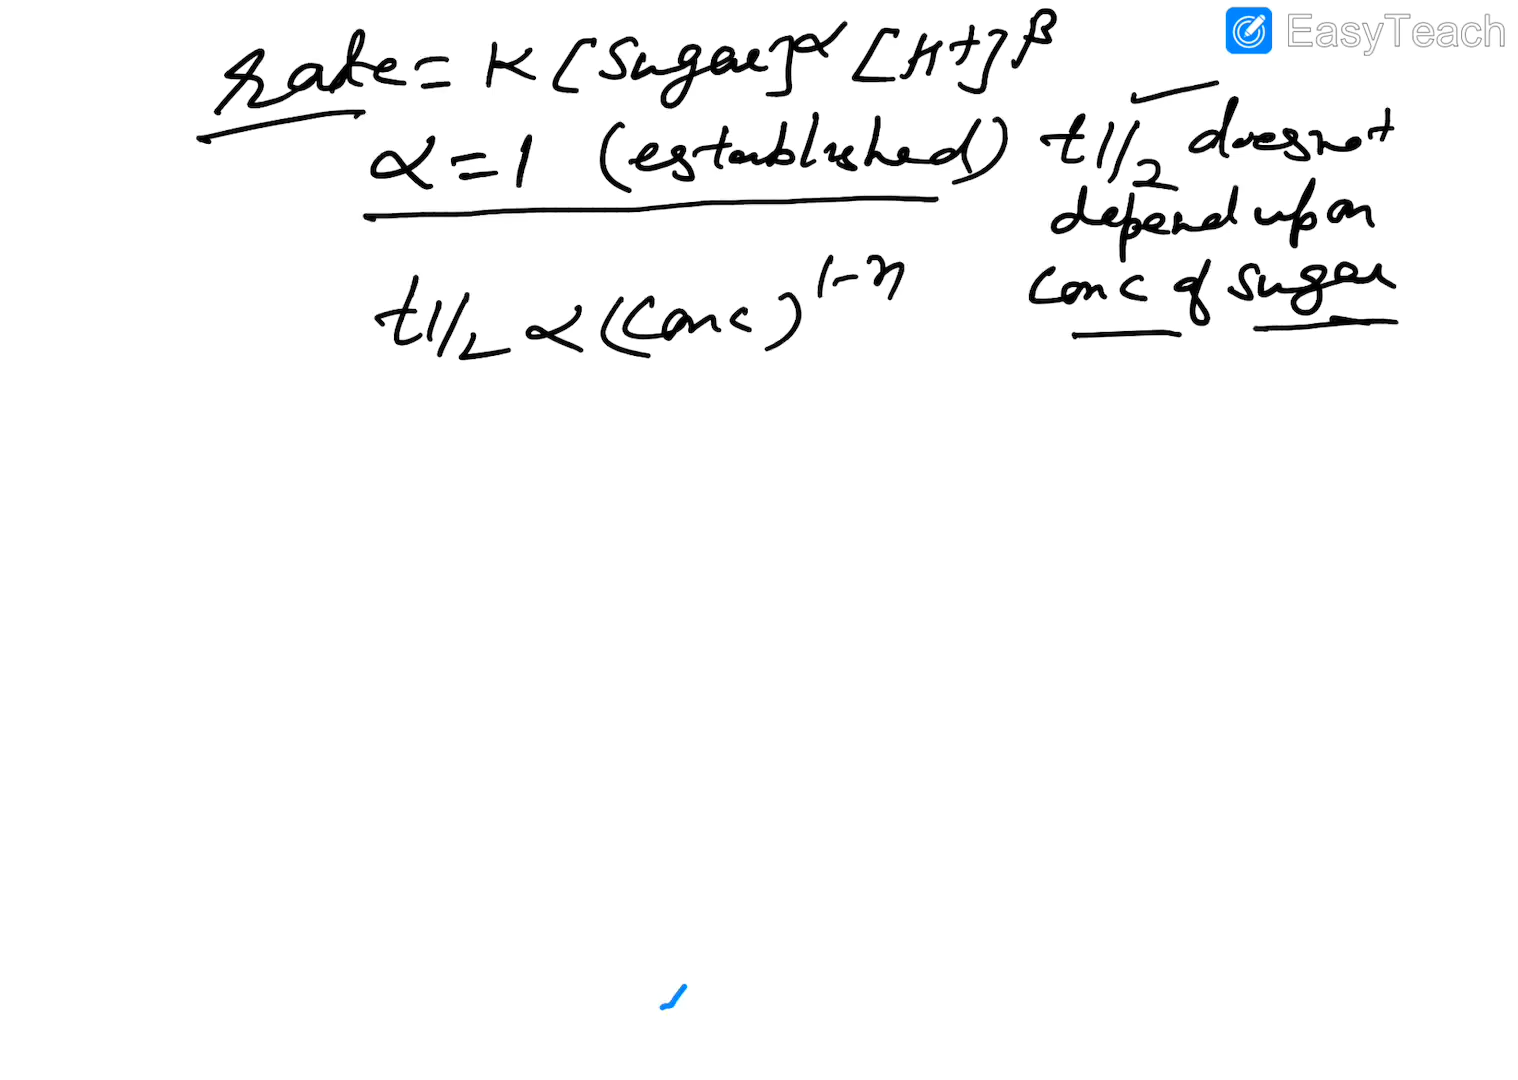 EasyTeach
rate = K [Sugar]^α [H+]^β
α = 1 (established)
t1/2 does not
depend upon
conc of sugar
t1/2 α (conc)^1-n